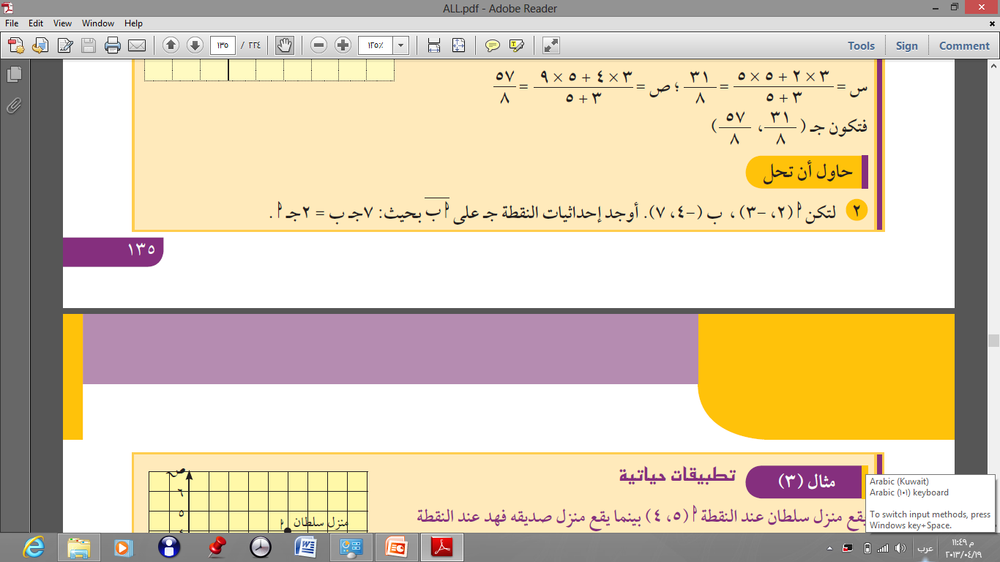 ALL.pdf - Adobe Reader
File Edit View Window Help
١٣٥ / ٢٢٤ ١٢٥٪ Tools Sign Comment
س = ٣ × ٢ + ٥ × ٥ / ٣ + ٥ = ٣١ / ٨ ؛ ص = ٣ × ٤ + ٥ × ٩ / ٣ + ٥ = ٥٧ / ٨
فتكون جـ ( ٣١ / ٨ ، ٥٧ / ٨ )
حاول أن تحل
٢ لتكن أ (٢، -٣) ، ب (-٤، ٧). أوجد إحداثيات النقطة جـ على أ ب بحيث: ٧جـ ب = ٢جـ أ .
١٣٥
مثال (٣) تطبيقات حياتية
يقع منزل سلطان عند النقطة أ (٥، ٤) بينما يقع منزل صديقه فهد عند النقطة
ص
٦
٥
منزل سلطان أ
Arabic (Kuwait)
Arabic (١٠١) keyboard
To switch input methods, press
Windows key+Space.
عرب
١١:٤٩ م
٢٠١٣/٠٤/١٩